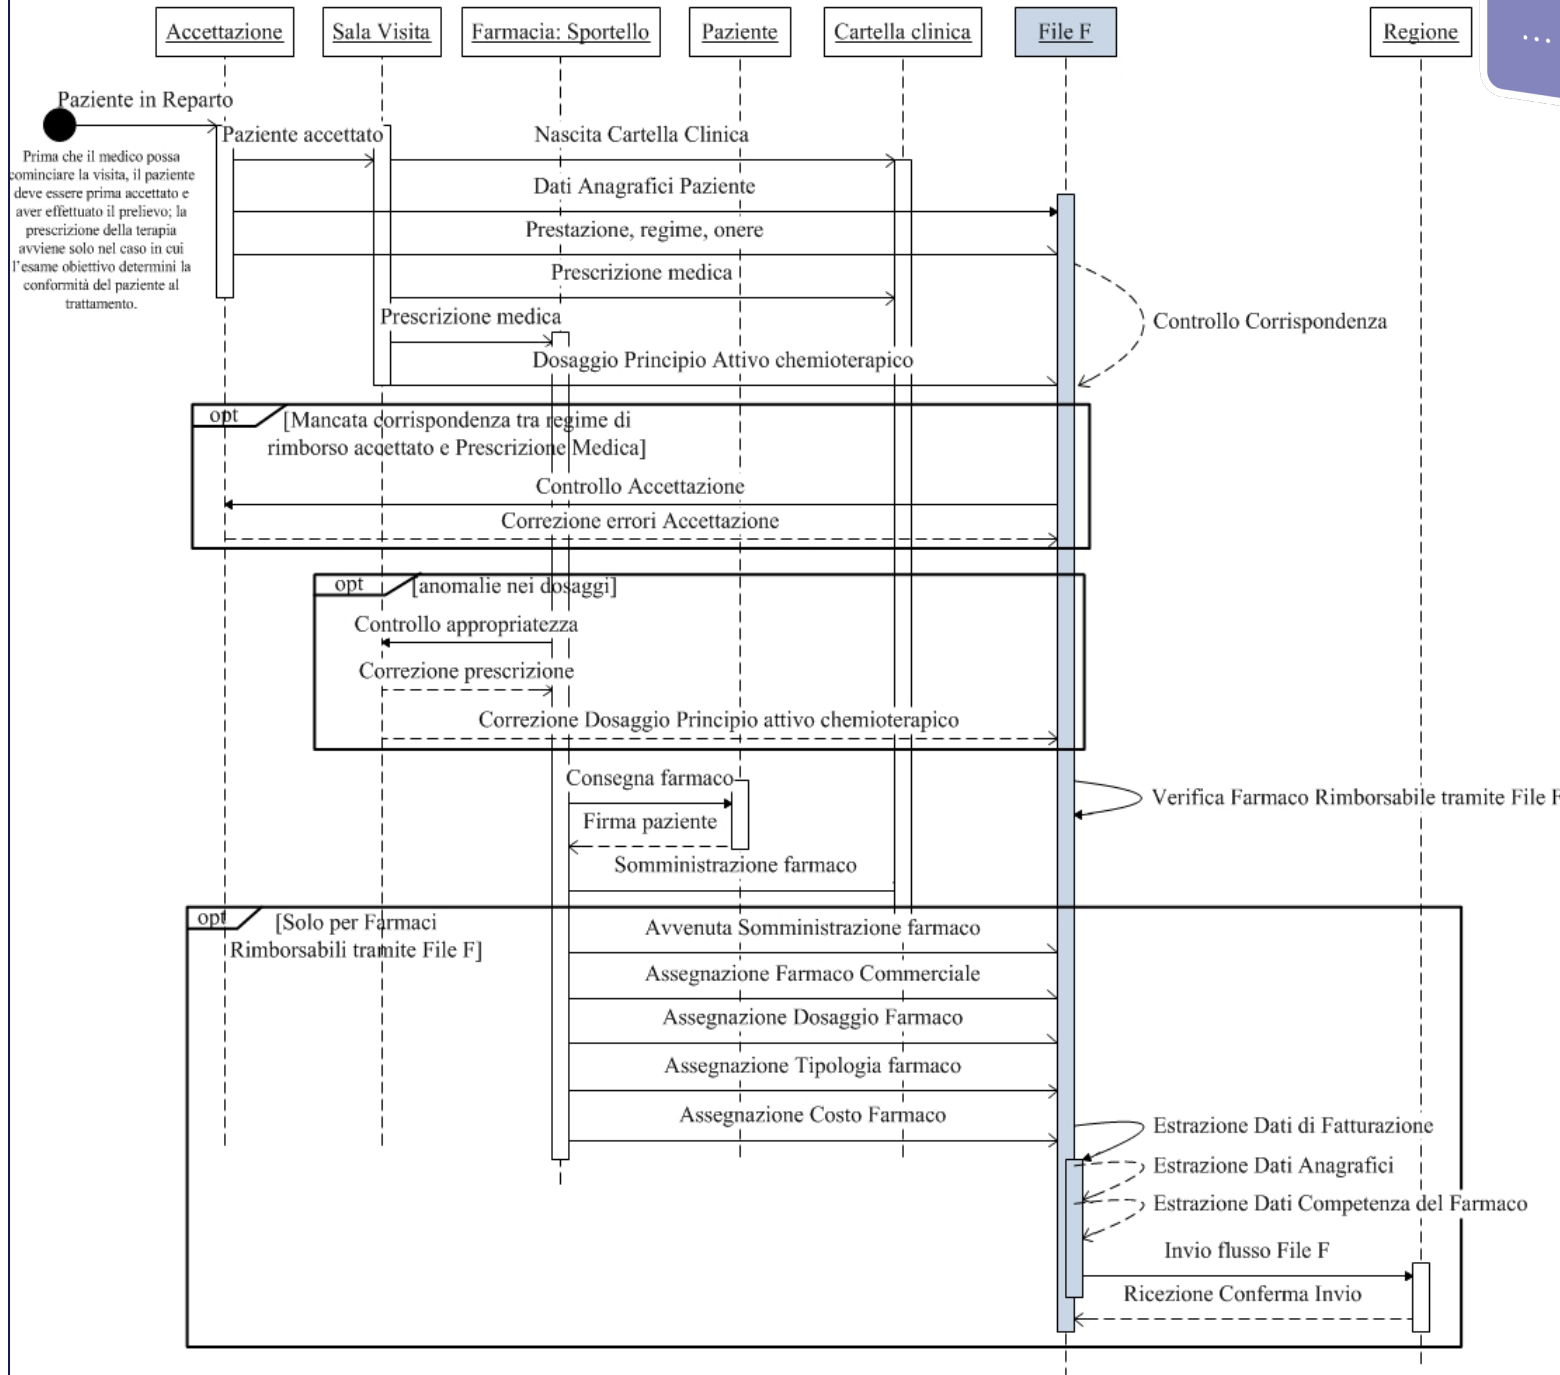 Accettazione
Sala Visita
Farmacia: Sportello
Paziente
Cartella clinica
File F
Regione
...
Paziente in Reparto
Prima che il medico possa
cominciare la visita, il paziente
deve essere prima accettato e
aver effettuato il prelievo; la
prescrizione della terapia
avviene solo nel caso in cui
l'esame obiettivo determini la
conformità del paziente al
trattamento.
Paziente accettato
Nascita Cartella Clinica
Dati Anagrafici Paziente
Prestazione, regime, onere
Prescrizione medica
Prescrizione medica
Controllo Corrispondenza
Dosaggio Principio Attivo chemioterapico
opt
[Mancata corrispondenza tra regime di
rimborso accettato e Prescrizione Medica]
Controllo Accettazione
Correzione errori Accettazione
opt
[anomalie nei dosaggi]
Controllo appropriatezza
Correzione prescrizione
Correzione Dosaggio Principio attivo chemioterapico
Consegna farmaco
Verifica Farmaco Rimborsabile tramite File F
Firma paziente
Somministrazione farmaco
opt
[Solo per Farmaci
Rimborsabili tramite File F]
Avvenuta Somministrazione farmaco
Assegnazione Farmaco Commerciale
Assegnazione Dosaggio Farmaco
Assegnazione Tipologia farmaco
Assegnazione Costo Farmaco
Estrazione Dati di Fatturazione
Estrazione Dati Anagrafici
Estrazione Dati Competenza del Farmaco
Invio flusso File F
Ricezione Conferma Invio